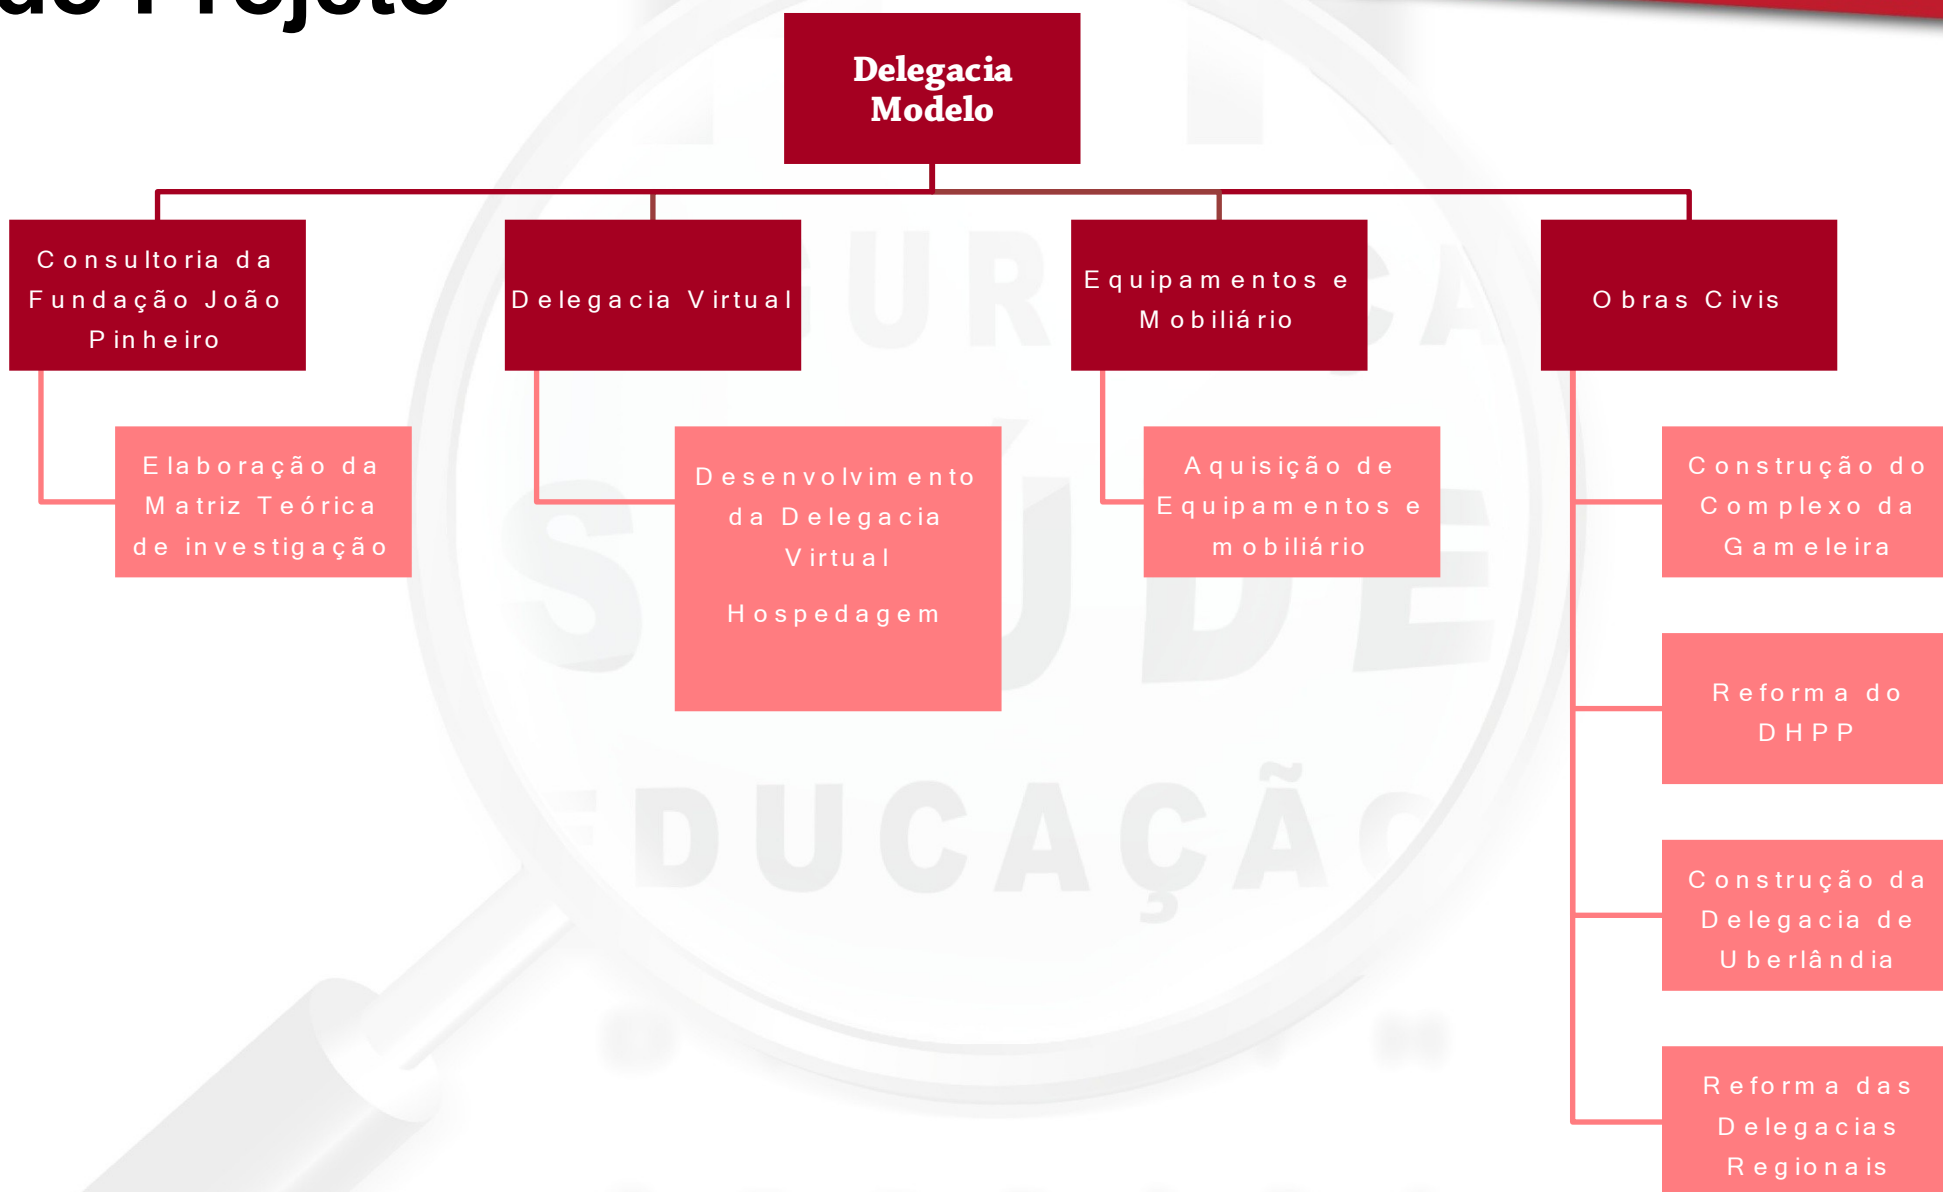 do Projeto
Delegacia
Modelo
Consultoria da
Fundação João
Pinheiro
Delegacia Virtual
Equipamentos e
Mobiliário
Obras Civis
Elaboração da
Matriz Teórica
de investigação
Desenvolvimento
da Delegacia
Virtual
Hospedagem
Aquisição de
Equipamentos e
mobiliário
Construção do
Complexo da
Gameleira
Reforma do
DHPP
Construção da
Delegacia de
Uberlândia
Reforma das
Delegacias
Regionais
SAÚDE
EDUCAÇÃO